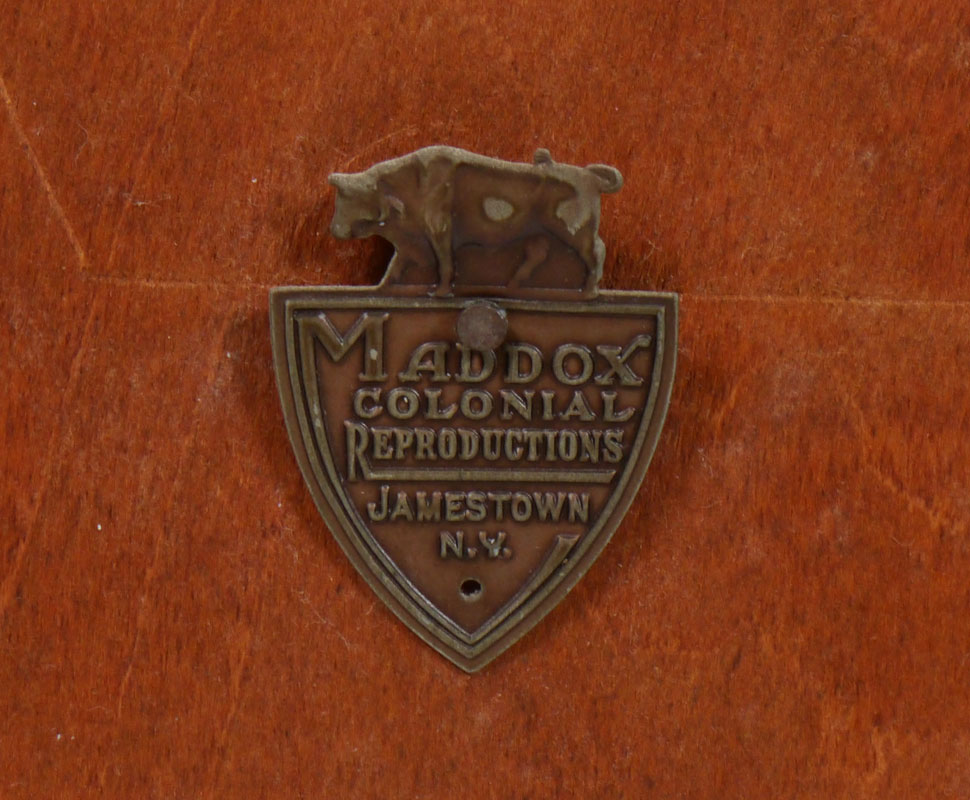 MADDOX
COLONIAL
REPRODUCTIONS
JAMESTOWN
N.Y.